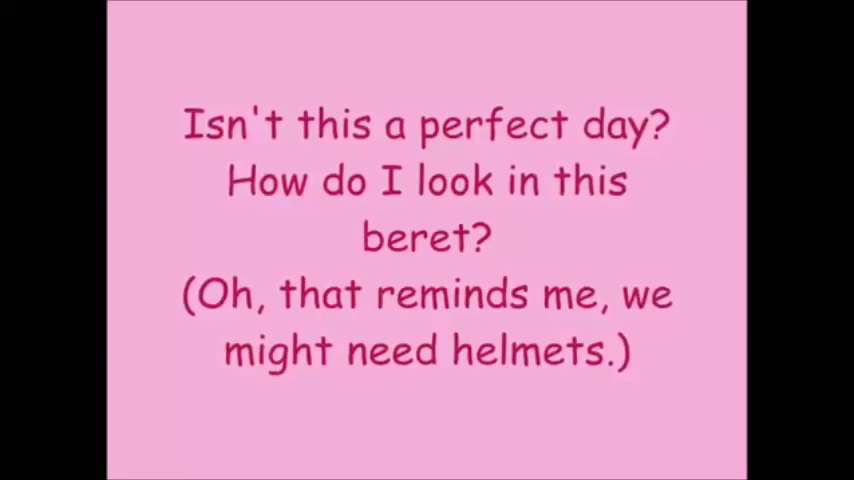 Isn't this a perfect day?
How do I look in this
beret?
(Oh, that reminds me, we
might need helmets.)